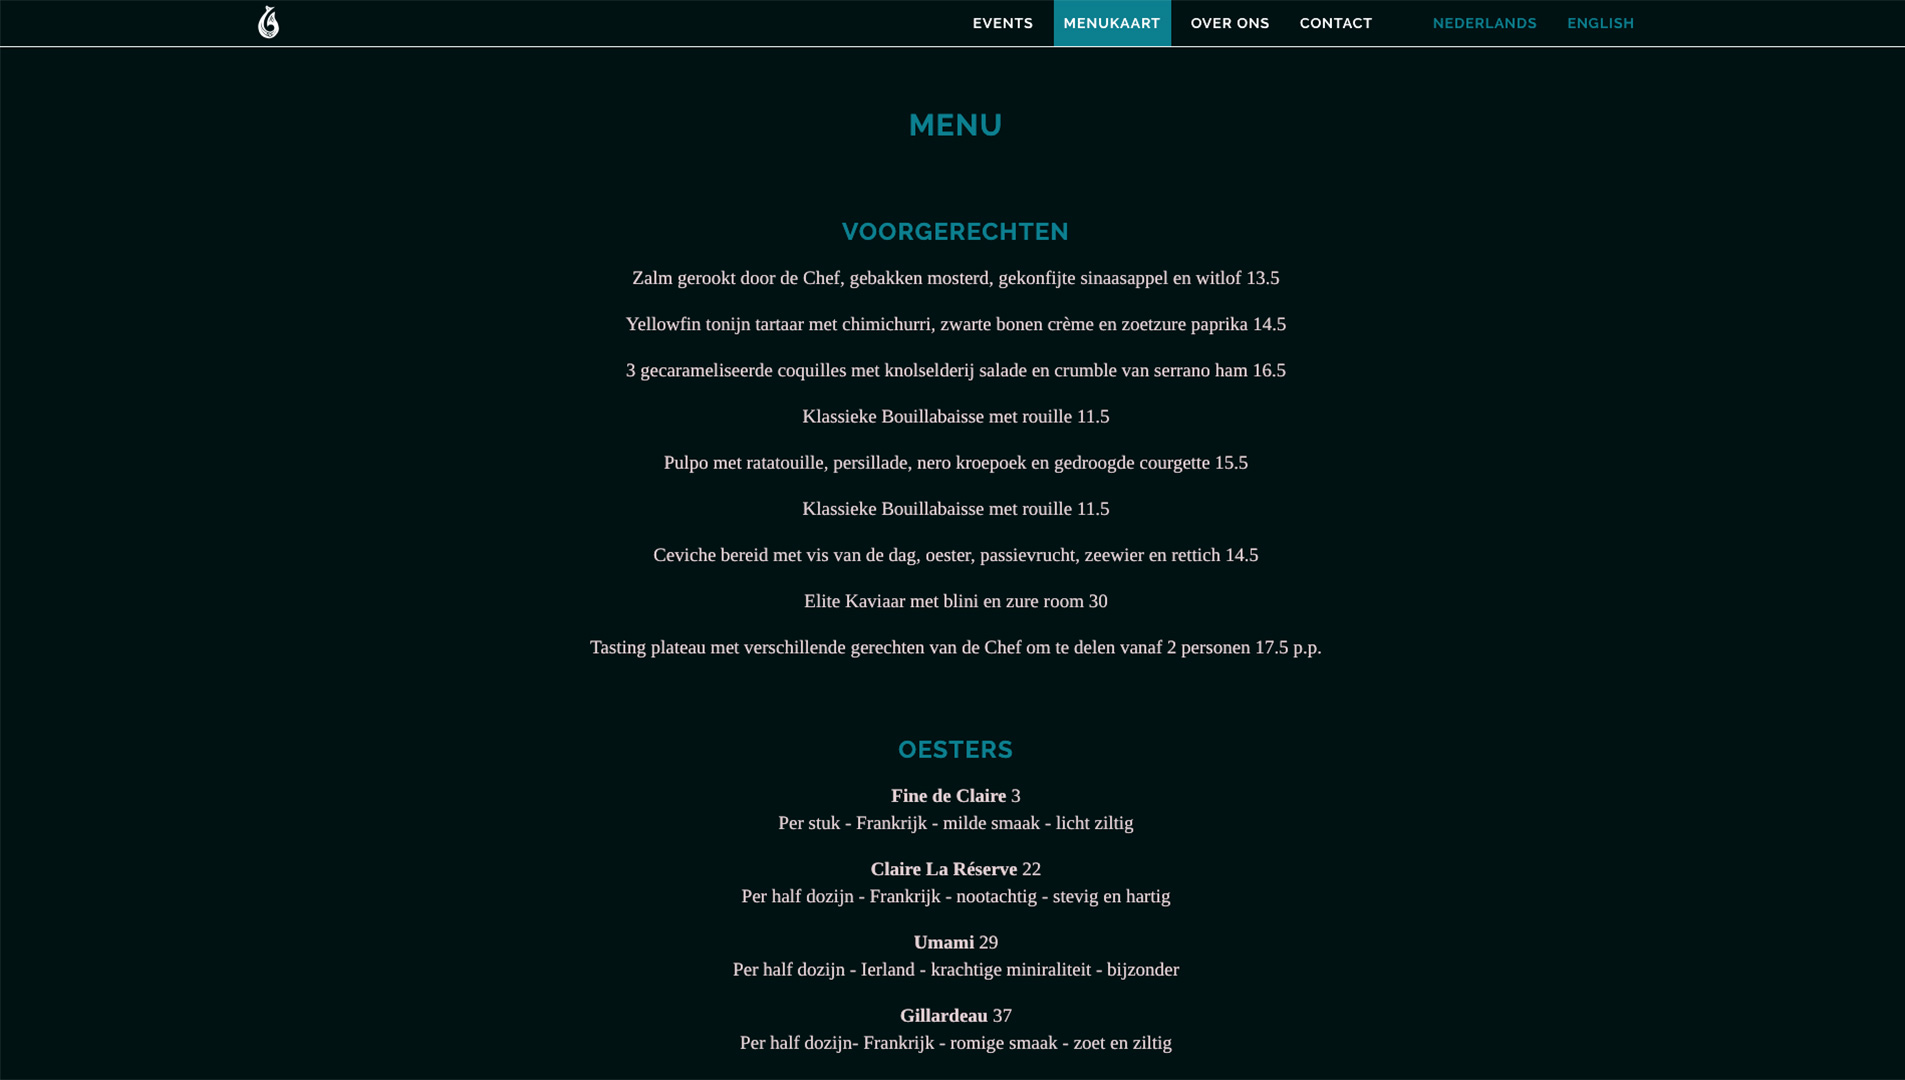 EVENTS MENUKAART OVER ONS CONTACT NEDERLANDS ENGLISH
MENU
VOORGERECHTEN
Zalm gerookt door de Chef, gebakken mosterd, gekonfijte sinaasappel en witlof 13.5
Yellowfin tonijn tartaar met chimichurri, zwarte bonen crème en zoetzure paprika 14.5
3 gecarameliseerde coquilles met knolselderij salade en crumble van serrano ham 16.5
Klassieke Bouillabaisse met rouille 11.5
Pulpo met ratatouille, persillade, nero kroepoek en gedroogde courgette 15.5
Klassieke Bouillabaisse met rouille 11.5
Ceviche bereid met vis van de dag, oester, passievrucht, zeewier en rettich 14.5
Elite Kaviaar met blini en zure room 30
Tasting plateau met verschillende gerechten van de Chef om te delen vanaf 2 personen 17.5 p.p.
OESTERS
Fine de Claire 3
Per stuk - Frankrijk - milde smaak - licht ziltig
Claire La Réserve 22
Per half dozijn - Frankrijk - nootachtig - stevig en hartig
Umami 29
Per half dozijn - Ierland - krachtige miniraliteit - bijzonder
Gillardeau 37
Per half dozijn- Frankrijk - romige smaak - zoet en ziltig